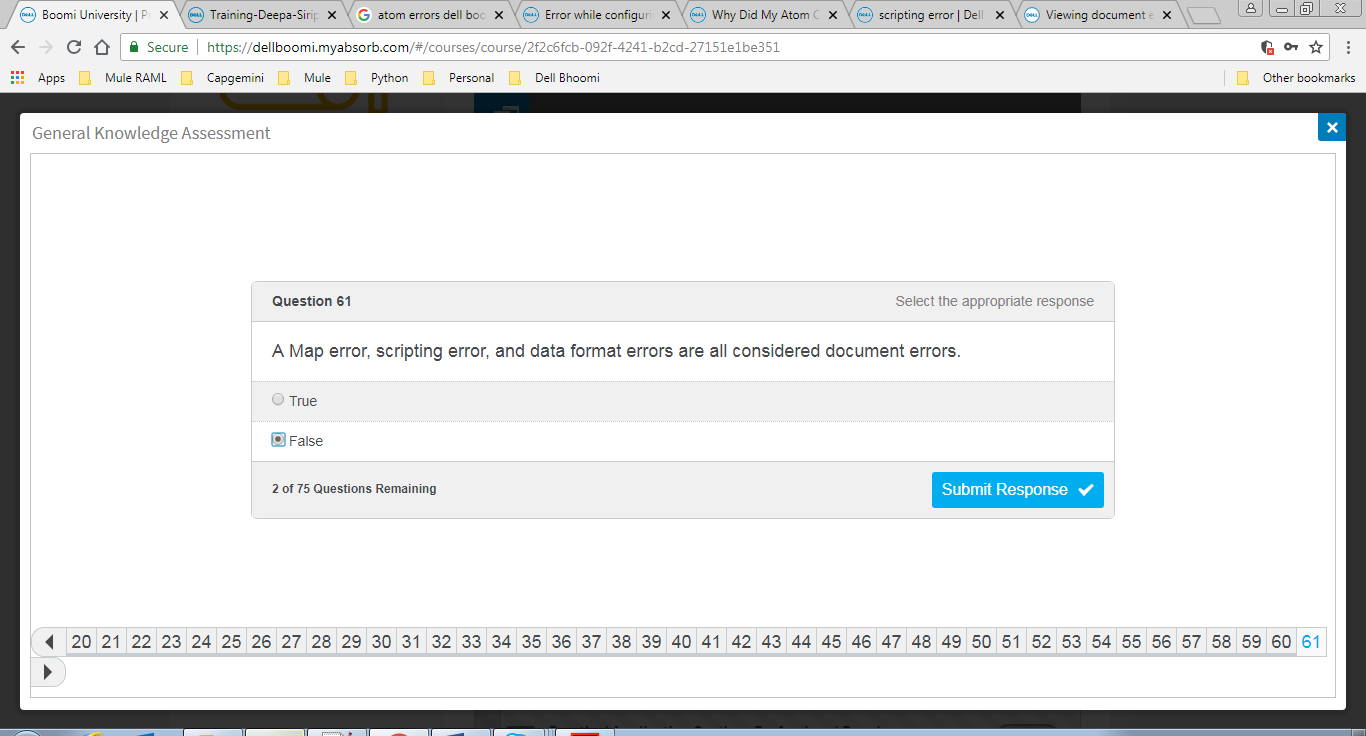 Boomi University | P
Training-Deepa-Sirip
atom errors dell boo
Error while configuri
Why Did My Atom C
scripting error | Dell
Viewing document e
Secure
https://dellboomi.myabsorb.com/#/courses/course/2f2c6fcb-092f-4241-b2cd-27151e1be351
Apps
Mule RAML
Capgemini
Mule
Python
Personal
Dell Bhoomi
Other bookmarks
General Knowledge Assessment
Question 61
Select the appropriate response
A Map error, scripting error, and data format errors are all considered document errors.
True
False
2 of 75 Questions Remaining
Submit Response
20 21 22 23 24 25 26 27 28 29 30 31 32 33 34 35 36 37 38 39 40 41 42 43 44 45 46 47 48 49 50 51 52 53 54 55 56 57 58 59 60 61